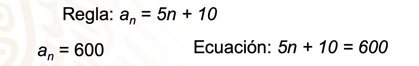 Regla: aₙ = 5n + 10
aₙ = 600 Ecuación: 5n + 10 = 600